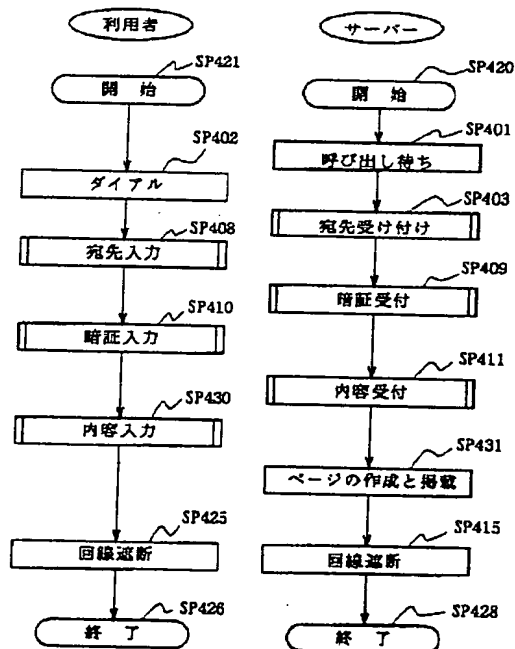 利用者
SP421
開 始
SP402
ダイアル
SP408
宛先入力
SP410
暗証入力
SP430
内容入力
SP425
回線遮断
SP426
終 了
サーバー
SP420
開 始
SP401
呼び出し待ち
SP403
宛先受け付け
SP409
暗証受付
SP411
内容受付
SP431
ページの作成と掲載
SP415
回線遮断
SP428
終 了